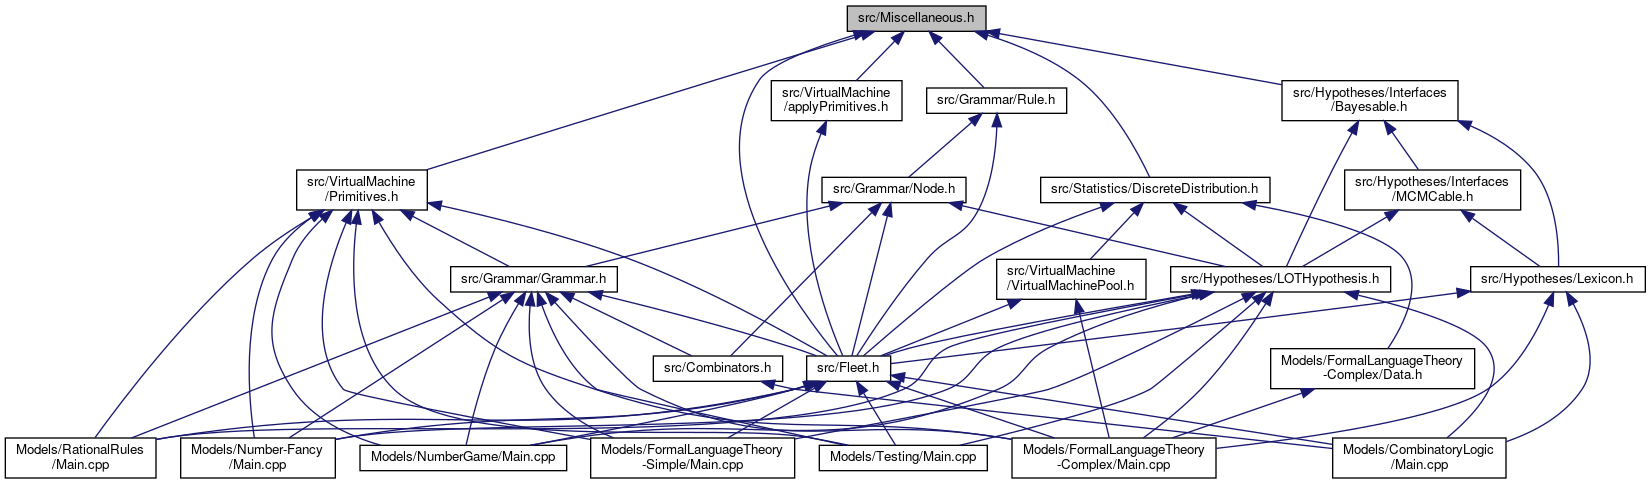 src/Miscellaneous.h
src/VirtualMachine
/applyPrimitives.h
src/Grammar/Rule.h
src/Hypotheses/Interfaces
/Bayesable.h
src/VirtualMachine
/Primitives.h
src/Grammar/Node.h
src/Statistics/DiscreteDistribution.h
src/Hypotheses/Interfaces
/MCMCable.h
src/Grammar/Grammar.h
src/VirtualMachine
/VirtualMachinePool.h
src/Hypotheses/LOTHypothesis.h
src/Hypotheses/Lexicon.h
src/Combinators.h
src/Fleet.h
Models/FormalLanguageTheory
-Complex/Data.h
Models/RationalRules
/Main.cpp
Models/Number-Fancy
/Main.cpp
Models/NumberGame/Main.cpp
Models/FormalLanguageTheory
-Simple/Main.cpp
Models/Testing/Main.cpp
Models/FormalLanguageTheory
-Complex/Main.cpp
Models/CombinatoryLogic
/Main.cpp